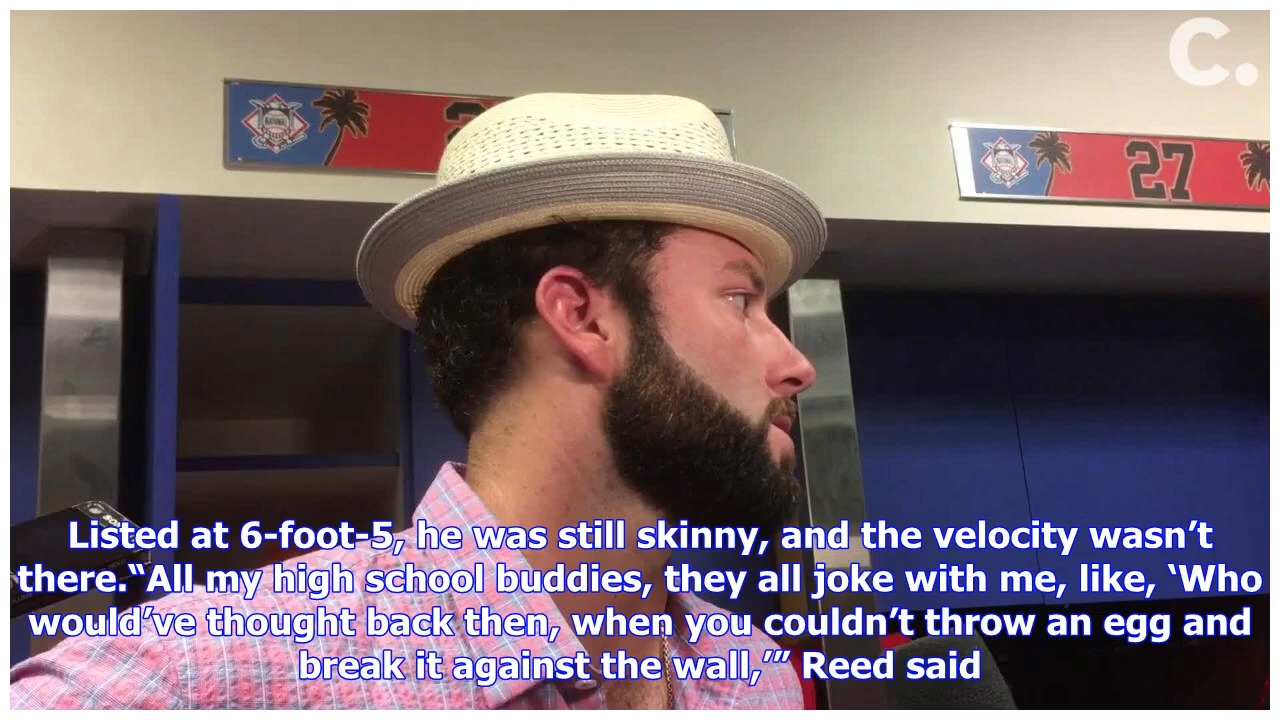 C.
NATIONAL
27
Listed at 6-foot-5, he was still skinny, and the velocity wasn’t
there.“All my high school buddies, they all joke with me, like, ‘Who
would’ve thought back then, when you couldn’t throw an egg and
break it against the wall,’” Reed said